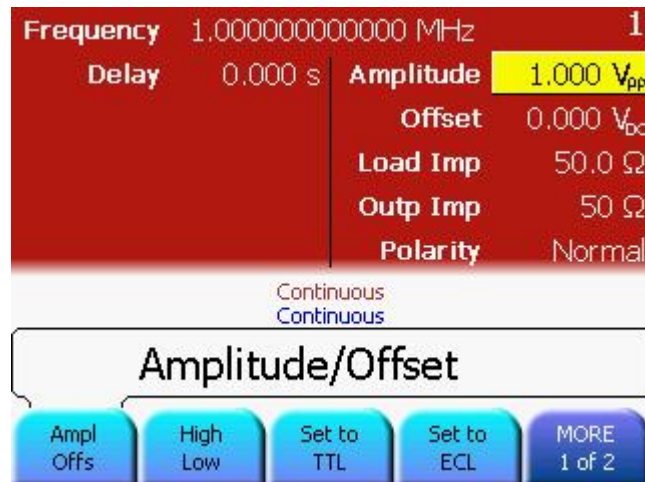 Frequency 1.000000000000 MHz 1
Delay 0.000 s Amplitude 1.000 Vpp
Offset 0.000 VDC
Load Imp 50.0 Ω
Outp Imp 50 Ω
Polarity Normal
Continuous
Continuous
Amplitude/Offset
Ampl Offs
High Low
Set to TTL
Set to ECL
MORE 1 of 2